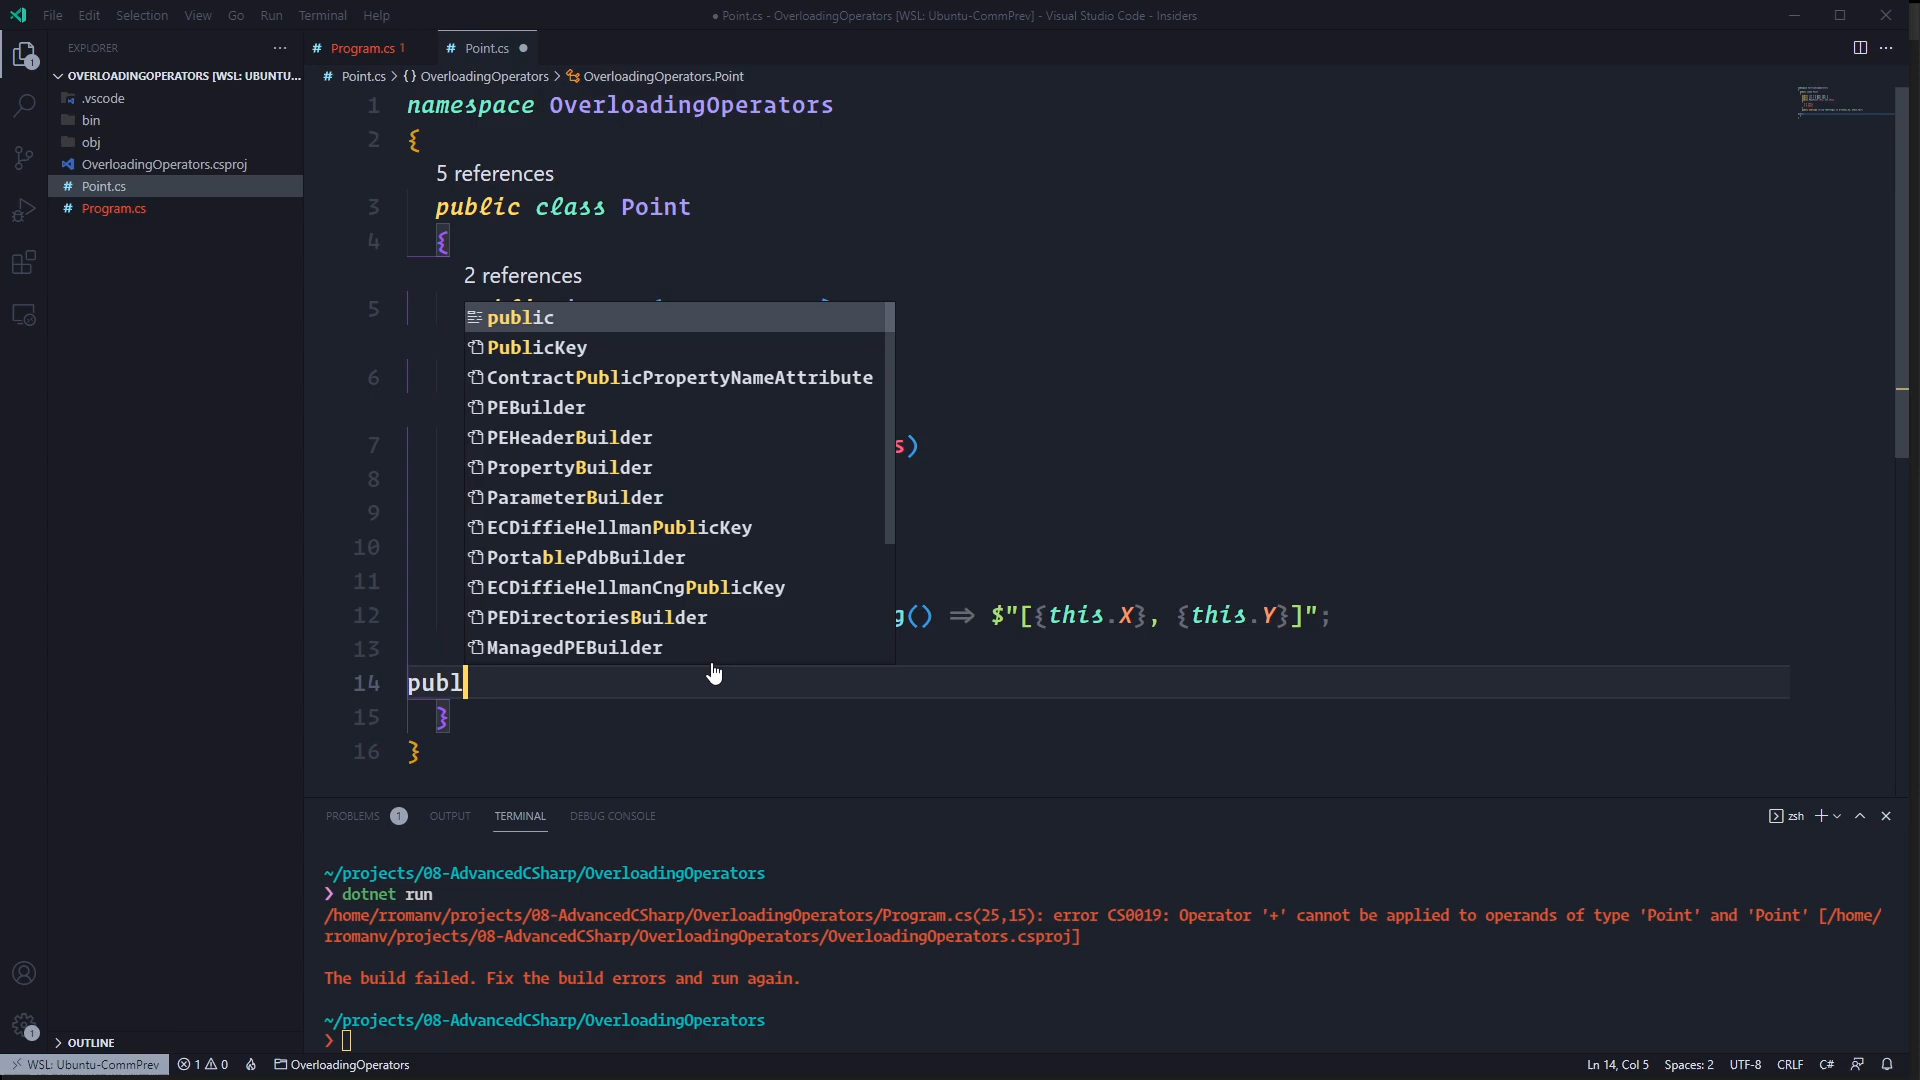 File Edit Selection View Go Run Terminal Help
● Point.cs - OverloadingOperators [WSL: Ubuntu-CommPrev] - Visual Studio Code - Insiders
EXPLORER
OVERLOADINGOPERATORS [WSL: UBUNTU...
.vscode
bin
obj
OverloadingOperators.csproj
# Point.cs
# Program.cs
OUTLINE
# Program.cs 1
# Point.cs ●
# Point.cs > {} OverloadingOperators > OverloadingOperators.Point
1 namespace OverloadingOperators
2 {
5 references
3 public class Point
4 {
2 references
5
public
PublicKey
6
ContractPublicPropertyNameAttribute
PEBuilder
7 s)
PEHeaderBuilder
8
PropertyBuilder
9
ParameterBuilder
ECDiffieHellmanPublicKey
10
PortablePdbBuilder
11
ECDiffieHellmanCngPublicKey
12 g() => $"[{this.X}, {this.Y}]";
PEDirectoriesBuilder
13
ManagedPEBuilder
14 publ
15 }
16 }
PROBLEMS 1 OUTPUT TERMINAL DEBUG CONSOLE
zsh
~/projects/08-AdvancedCSharp/OverloadingOperators
❯ dotnet run
/home/rromanv/projects/08-AdvancedCSharp/OverloadingOperators/Program.cs(25,15): error CS0019: Operator '+' cannot be applied to operands of type 'Point' and 'Point' [/home/
rromanv/projects/08-AdvancedCSharp/OverloadingOperators/OverloadingOperators.csproj]
The build failed. Fix the build errors and run again.
~/projects/08-AdvancedCSharp/OverloadingOperators
❯
WSL: Ubuntu-CommPrev 1 0 OverloadingOperators
Ln 14, Col 5 Spaces: 2 UTF-8 CRLF C#